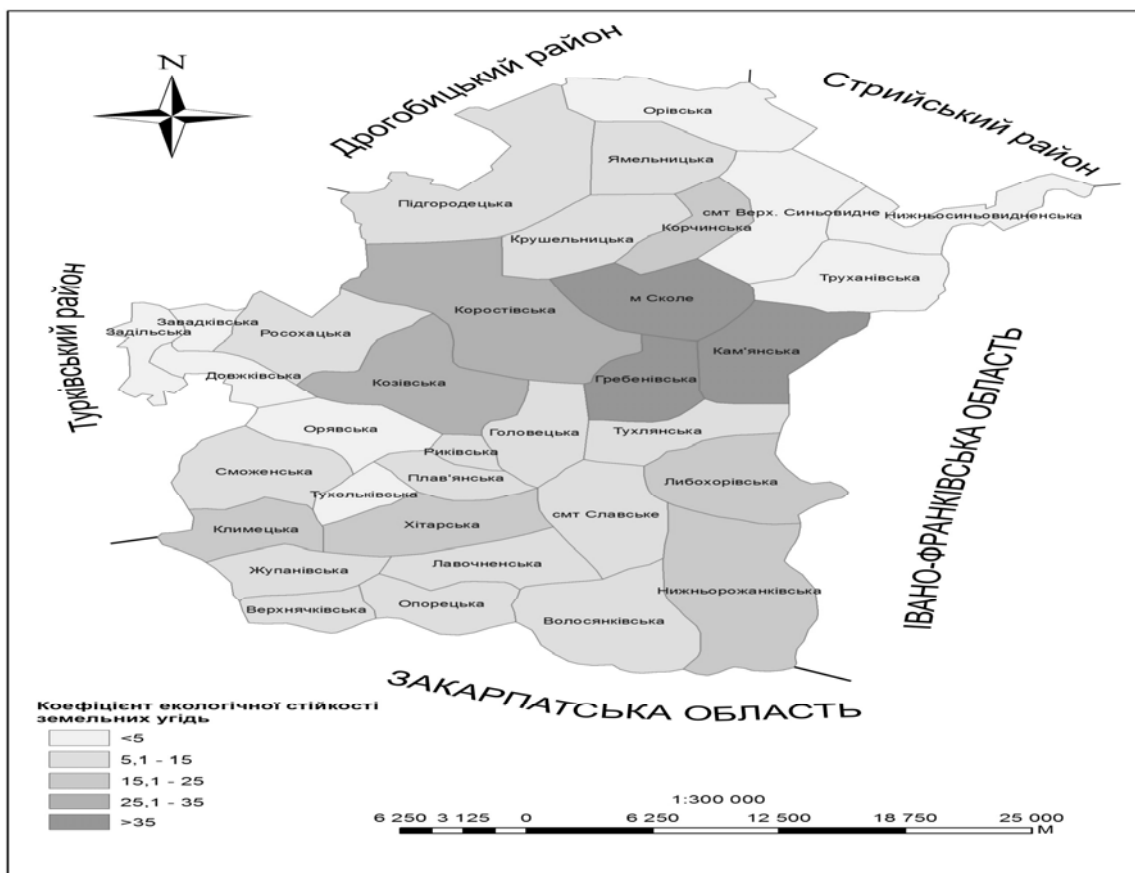 N
Дрогобицький район
Стрийський район
Турківський район
ІВАНО-ФРАНКІВСЬКА ОБЛАСТЬ
ЗАКАРПАТСЬКА ОБЛАСТЬ
Орівська
Ямельницька
Підгородецька
смт Верх. Синьовидне
Нижньосиньовидненська
Крушельницька
Корчинська
Труханівська
м Сколе
Коростівська
Завадківська
Задільська
Росохацька
Кам'янська
Довжківська
Козівська
Гребенівська
Орявська
Головецька
Тухлянська
Риківська
Сможенська
Плав'янська
Либохорівська
Тухольківська
смт Славське
Климецька
Хітарська
Жупанівська
Лавочненська
Нижньорожанківська
Верхнячківська
Опорецька
Волосянківська
Коефіцієнт екологічної стійкості
земельних угідь
<5
5,1 - 15
15,1 - 25
25,1 - 35
>35
1:300 000
6 250 3 125 0 6 250 12 500 18 750 25 000
М